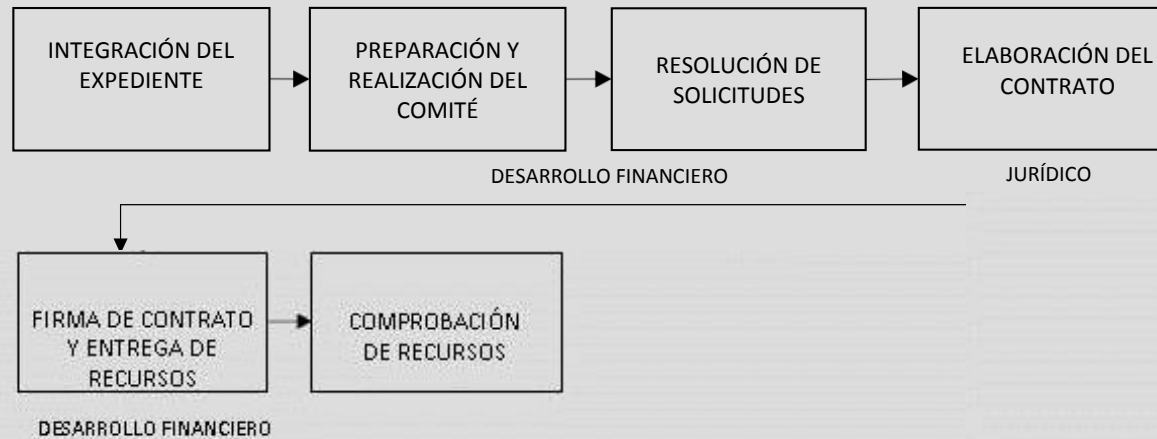 INTEGRACIÓN DEL
EXPEDIENTE
PREPARACIÓN Y
REALIZACIÓN DEL
COMITÉ
RESOLUCIÓN DE
SOLICITUDES
ELABORACIÓN DEL
CONTRATO
DESARROLLO FINANCIERO
JURÍDICO
FIRMA DE CONTRATO
Y ENTREGA DE
RECURSOS
COMPROBACIÓN
DE RECURSOS
DESARROLLO FINANCIERO